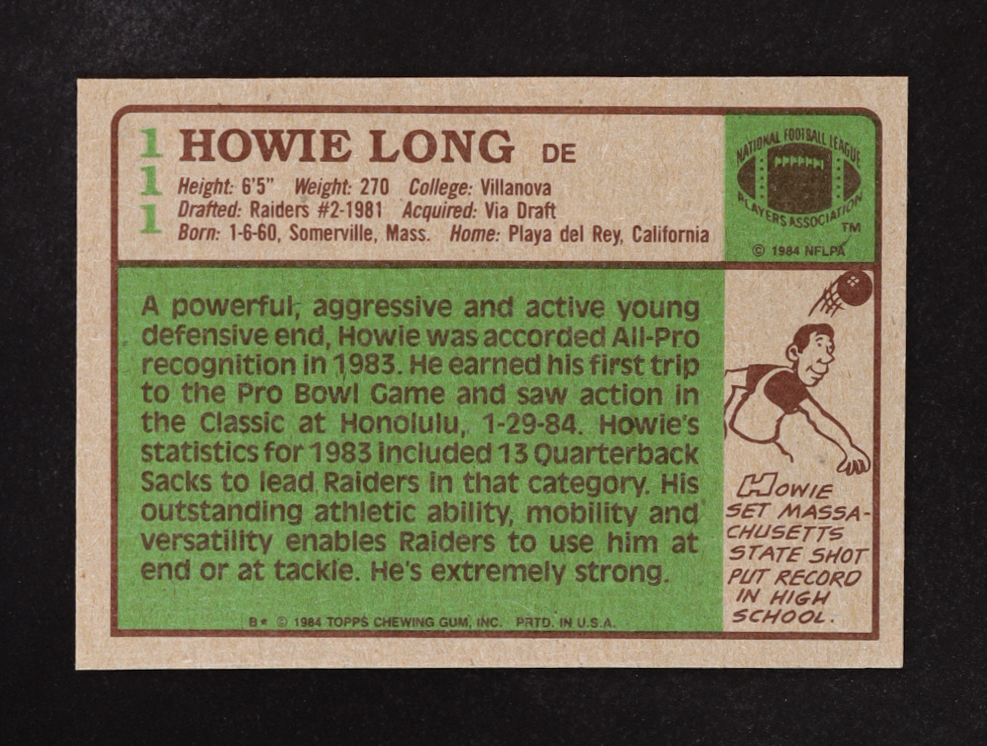 1
1
1
HOWIE LONG DE
Height: 6'5" Weight: 270 College: Villanova
Drafted: Raiders #2-1981 Acquired: Via Draft
Born: 1-6-60, Somerville, Mass. Home: Playa del Rey, California
NATIONAL FOOTBALL LEAGUE
PLAYERS ASSOCIATION
TM
© 1984 NFLPA
A powerful, aggressive and active young
defensive end, Howie was accorded All-Pro
recognition in 1983. He earned his first trip
to the Pro Bowl Game and saw action in
the Classic at Honolulu, 1-29-84. Howie's
statistics for 1983 included 13 Quarterback
Sacks to lead Raiders in that category. His
outstanding athletic ability, mobility and
versatility enables Raiders to use him at
end or at tackle. He's extremely strong.
HOWIE
SET MASSA-
CHUSETTS
STATE SHOT
PUT RECORD
IN HIGH
SCHOOL.
B* © 1984 TOPPS CHEWING GUM, INC. PRTD. IN U.S.A.